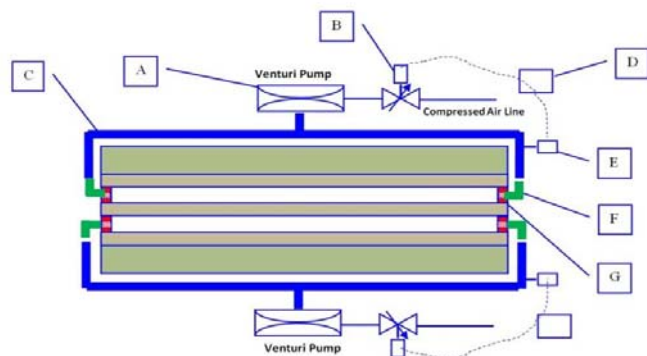 B
C
A
Venturi Pump
D
Compressed Air Line
E
F
G
Venturi Pump